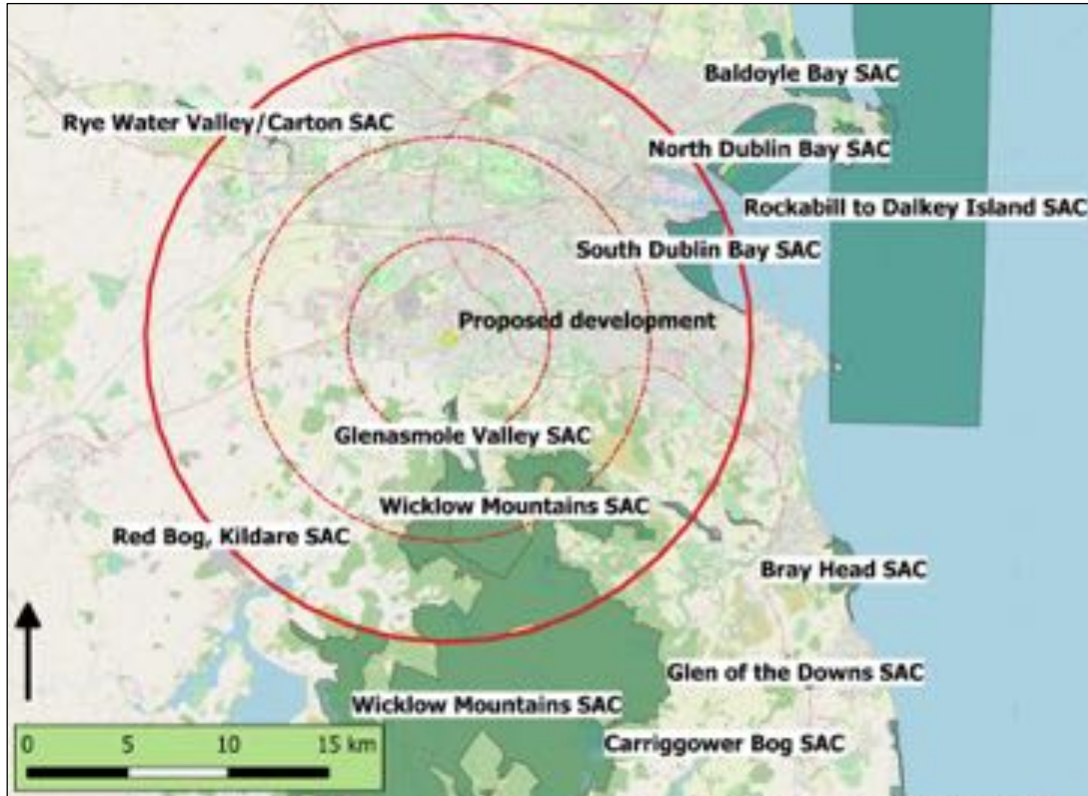 Baldoyle Bay SAC
Rye Water Valley/Carton SAC
North Dublin Bay SAC
Rockabill to Dalkey Island SAC
South Dublin Bay SAC
Proposed development
Glenasmole Valley SAC
Wicklow Mountains SAC
Red Bog, Kildare SAC
Bray Head SAC
Glen of the Downs SAC
Wicklow Mountains SAC
Carriggower Bog SAC
0 5 10 15 km